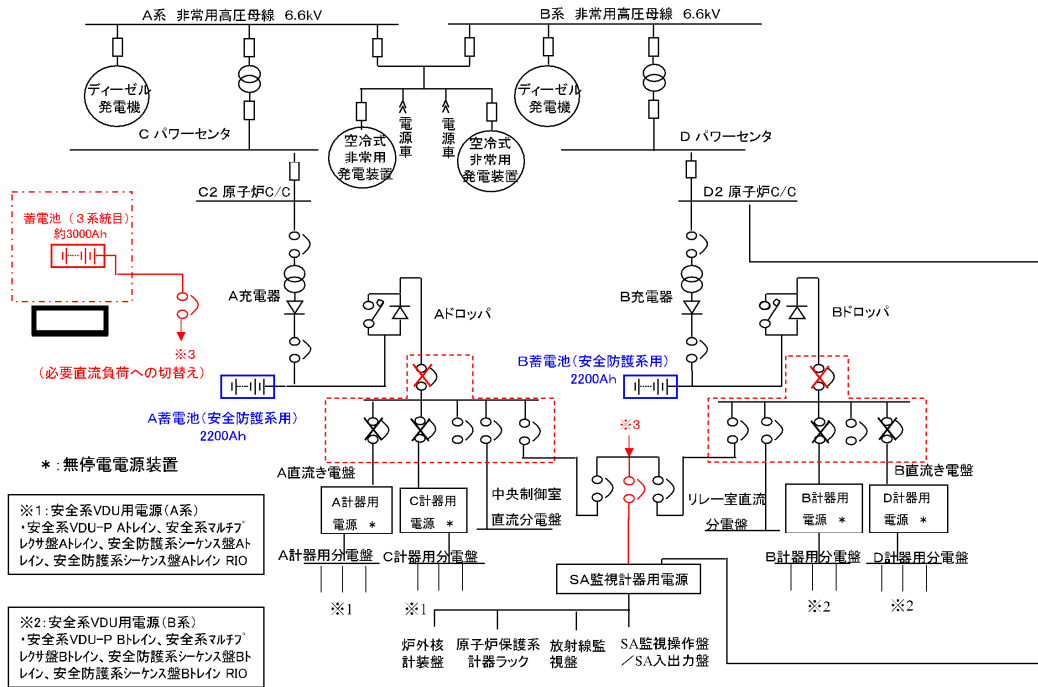 A系 非常用高圧母線 6.6kV
B系 非常用高圧母線 6.6kV
ディーゼル
発電機
電源車
電源車
ディーゼル
発電機
C パワーセンタ
空冷式
非常用
発電装置
空冷式
非常用
発電装置
D パワーセンタ
C2 原子炉C/C
D2 原子炉C/C
蓄電池（３系統目）
約3000Ah
A充電器
Aドロッパ
B充電器
Bドロッパ
※3
(必要直流負荷への切替え)
B蓄電池(安全防護系用)
2200Ah
A蓄電池(安全防護系用)
2200Ah
※3
＊：無停電電源装置
A直流き電盤
B直流き電盤
A計器用
電源 ＊
C計器用
電源 ＊
中央制御室
直流分電盤
リレー室直流
分電盤
B計器用
電源 ＊
D計器用
電源 ＊
※1：安全系VDU用電源(A系)
・安全系VDU-P Aトレイン、安全系マルチプ
レクサ盤Aトレイン、安全防護系シーケンス盤Aト
レイン、安全防護系シーケンス盤Aトレイン RIO
A計器用分電盤
C計器用分電盤
B計器用分電盤
D計器用分電盤
SA監視計器用電源
※1
※1
※2
※2
※2：安全系VDU用電源(B系)
・安全系VDU-P Bトレイン、安全系マルチプ
レクサ盤Bトレイン、安全防護系シーケンス盤Bト
レイン、安全防護系シーケンス盤Bトレイン RIO
炉外核
計装盤
原子炉保護系
計器ラック
放射線監
視盤
SA監視操作盤
／SA入出力盤